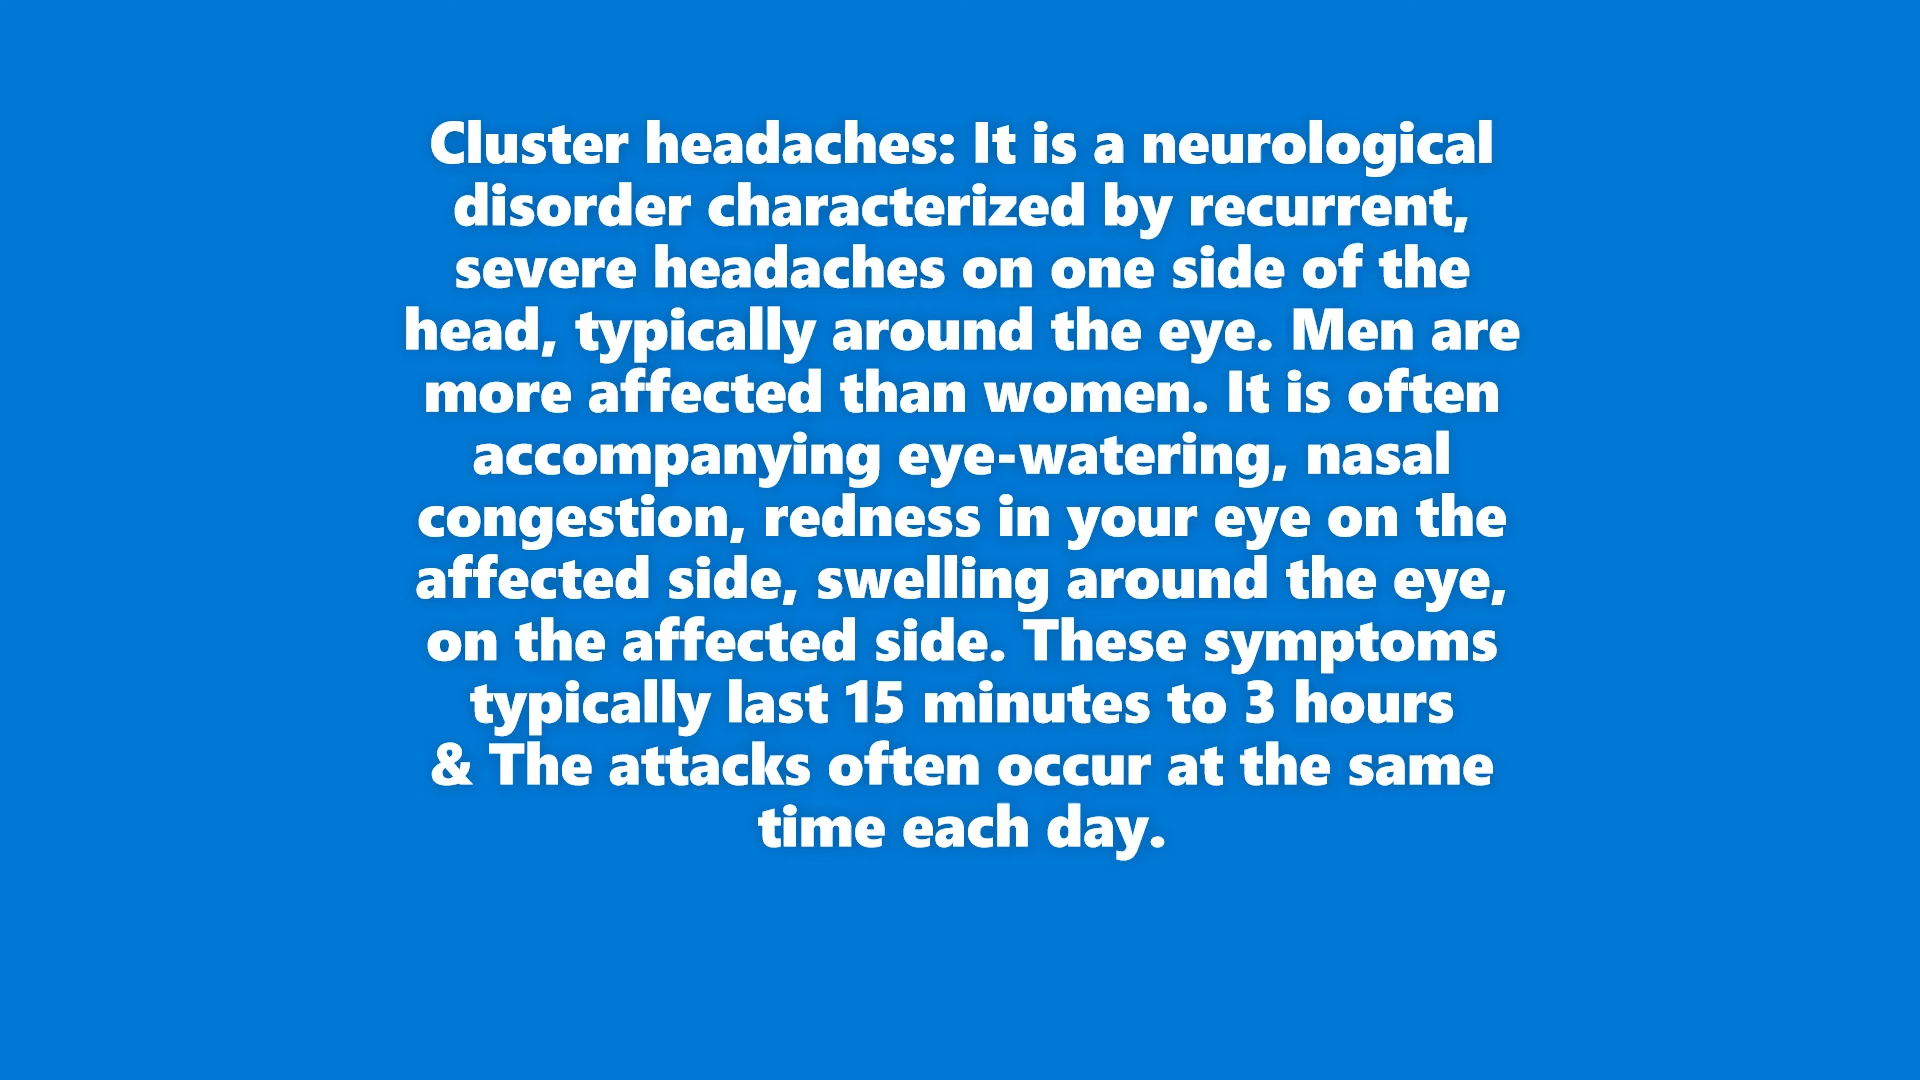 Cluster headaches: It is a neurological
disorder characterized by recurrent,
severe headaches on one side of the
head, typically around the eye. Men are
more affected than women. It is often
accompanying eye-watering, nasal
congestion, redness in your eye on the
affected side, swelling around the eye,
on the affected side. These symptoms
typically last 15 minutes to 3 hours
& The attacks often occur at the same
time each day.